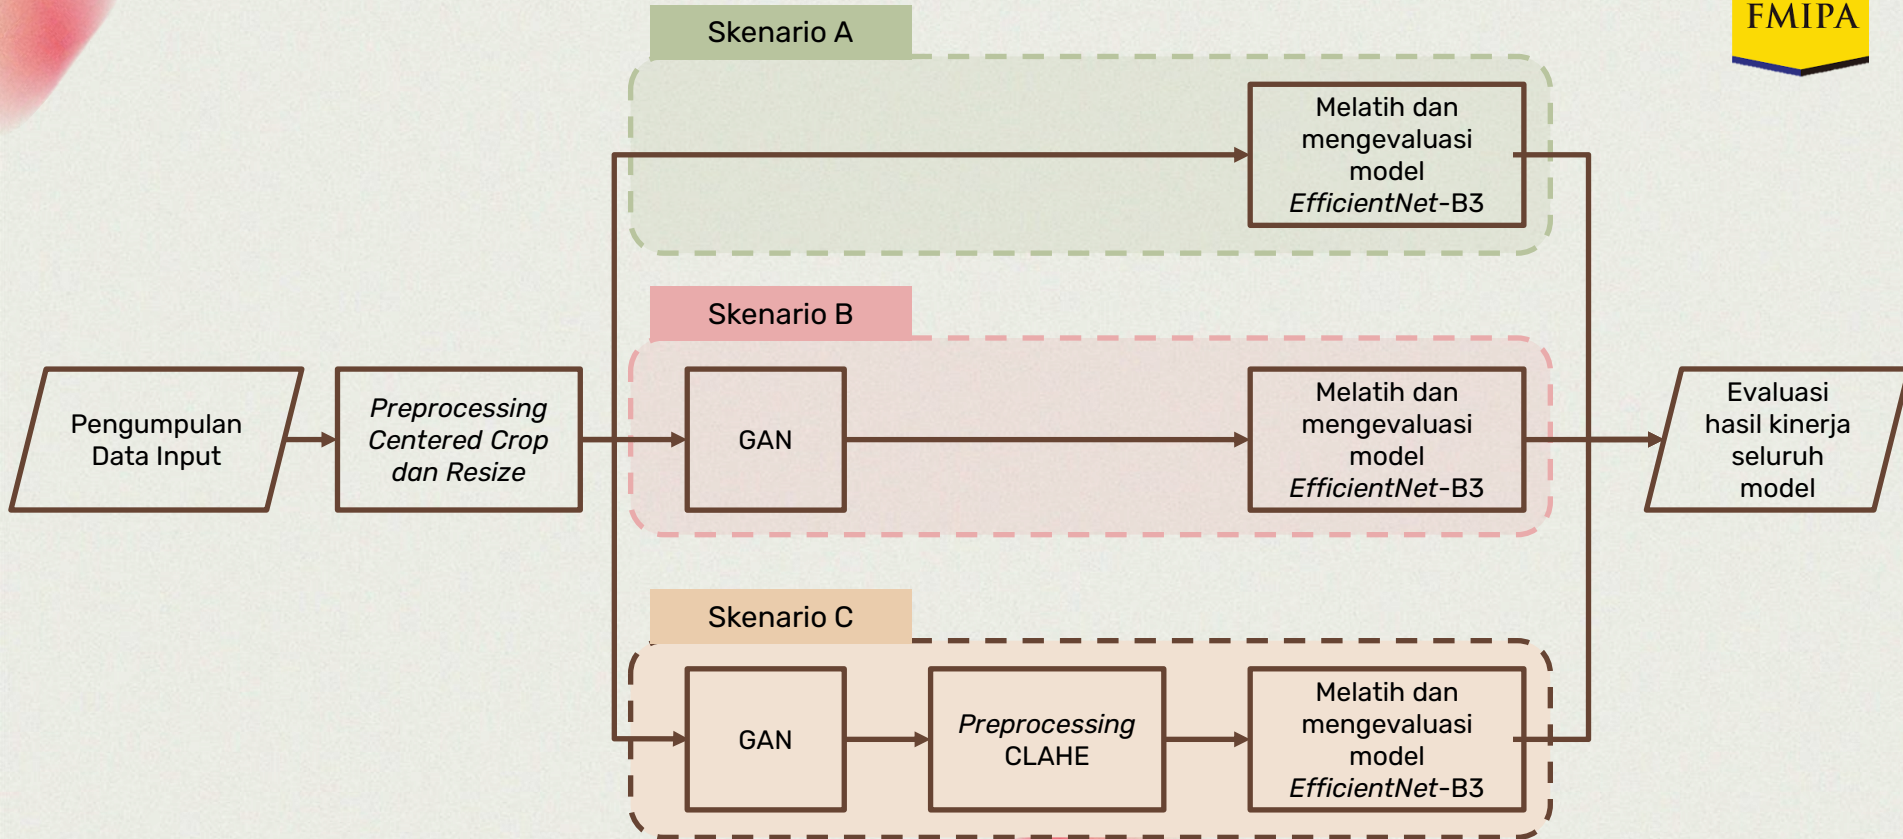 FMIPA
Skenario A
Melatih dan
mengevaluasi
model
EfficientNet-B3
Skenario B
Pengumpulan
Data Input
Preprocessing
Centered Crop
dan Resize
GAN
Melatih dan
mengevaluasi
model
EfficientNet-B3
Evaluasi
hasil kinerja
seluruh
model
Skenario C
GAN
Preprocessing
CLAHE
Melatih dan
mengevaluasi
model
EfficientNet-B3